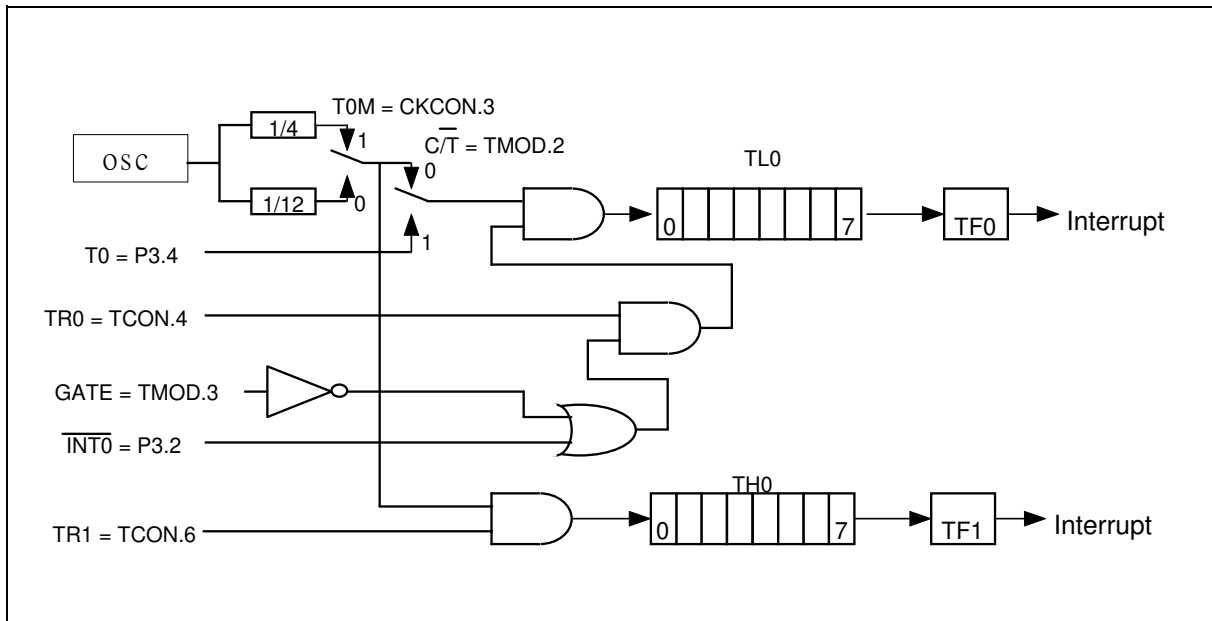 T0M = CKCON.3
1/4
1
C/T = TMOD.2
OSC
0
TL0
1/12
0
0
7
TF0
Interrupt
1
T0 = P3.4
TR0 = TCON.4
GATE = TMOD.3
INT0 = P3.2
TH0
0
7
TF1
Interrupt
TR1 = TCON.6